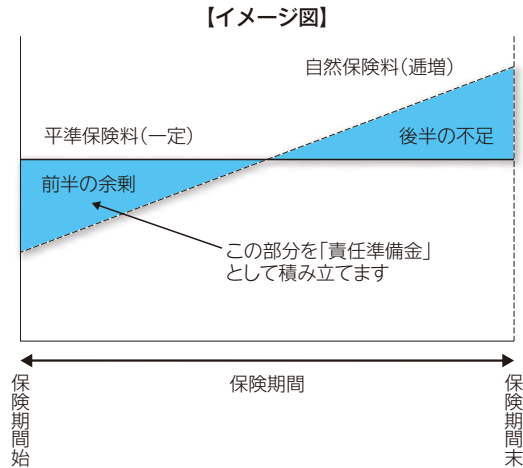 【イメージ図】
自然保険料(逓増)
平準保険料(一定)
後半の不足
前半の余剰
この部分を「責任準備金」
として積み立てます
保険期間
保険期間始
保険期間末